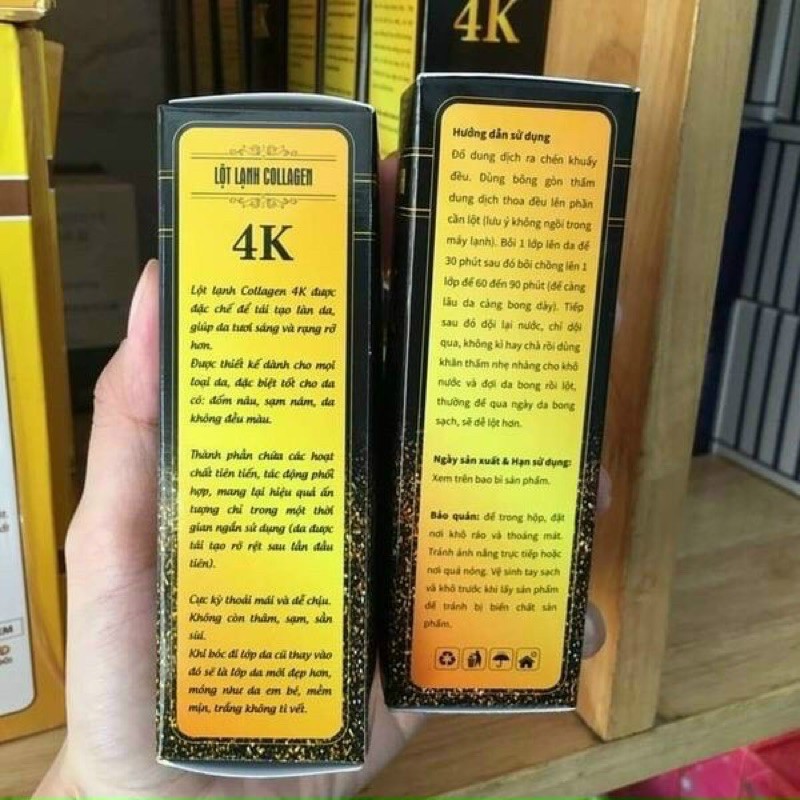 4K
LỘT LẠNH COLLAGEN
4K
Lột lạnh Collagen 4K được
đặc chế để tái tạo làn da,
giúp da tươi sáng và rạng rỡ
hơn.
Được thiết kế dành cho mọi
loại da, đặc biệt tốt cho da
có: đốm nâu, sạm nám, da
không đều màu.
Thành phần chứa các hoạt
chất tiên tiến, tác động phối
hợp, mang lại hiệu quả ấn
tượng chỉ trong một thời
gian ngắn sử dụng (da được
tái tạo rõ rệt sau lần đầu
tiên).
Cực kỳ thoải mái và dễ chịu.
Không còn thâm, sạm, sần
sùi.
Khi bóc đi lớp da cũ thay vào
đó sẽ là lớp da mới đẹp hơn,
mỏng như da em bé, mềm
mịn, trắng không tì vết.
Hướng dẫn sử dụng
Đổ dung dịch ra chén khuấy
đều. Dùng bông gòn thấm
dung dịch thoa đều lên phần
cần lột (lưu ý không ngồi trong
máy lạnh). Bôi 1 lớp lên da để
30 phút sau đó bôi chồng lên 1
lớp để 60 đến 90 phút (để càng
lâu da càng bong dày). Tiếp
sau đó dội lại nước, chỉ dội
qua, không kì hay chà rồi dùng
khăn thấm nhẹ nhàng cho khô
nước và đợi da bong rồi lột,
thường để qua ngày da bong
sạch, sẽ dễ lột hơn.
Ngày sản xuất & Hạn sử dụng:
Xem trên bao bì sản phẩm.
Bảo quản: để trong hộp, đặt
nơi khô ráo và thoáng mát.
Tránh ánh nắng trực tiếp hoặc
nơi quá nóng. Vệ sinh tay sạch
và khô trước khi lấy sản phẩm
để tránh bị biến chất sản
phẩm.